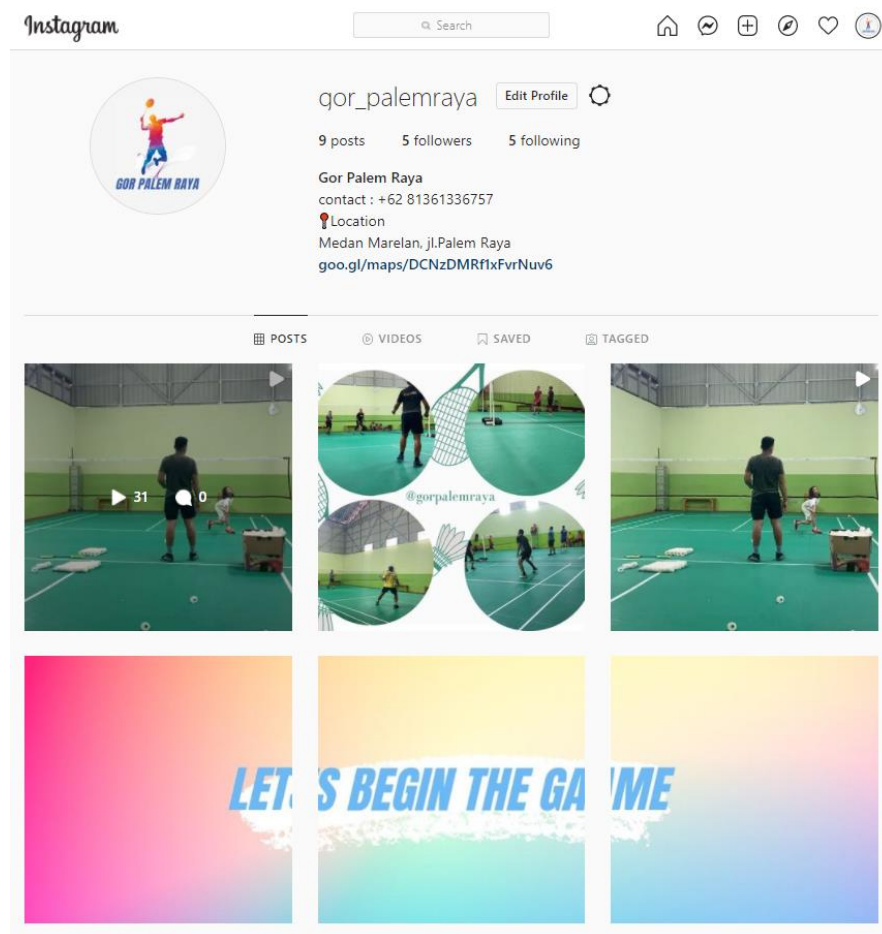 Instagram
Search
gor_palemraya Edit Profile
9 posts 5 followers 5 following
GOR PALEM RAYA
Gor Palem Raya
contact : +62 81361336757
Location
Medan Marelan, jl.Palem Raya
goo.gl/maps/DCNzDMRf1xFvrNuv6
POSTS VIDEOS SAVED TAGGED
31 0
@gorpalemraya
LET'S BEGIN THE GAME